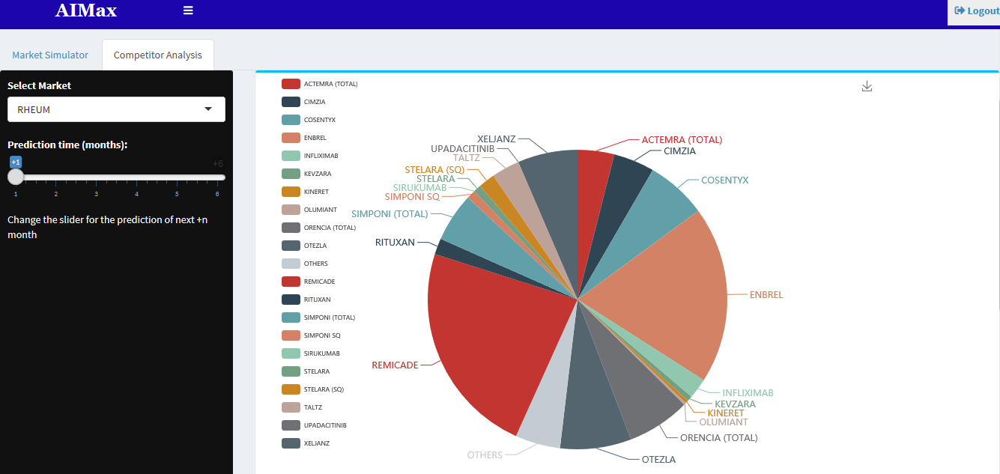 AIMax
Logout
Market Simulator
Competitor Analysis
Select Market
RHEUM
Prediction time (months):
+1
+6
1 2 3 4 5 6
Change the slider for the prediction of next +n
month
ACTEMRA (TOTAL)
CIMZIA
COSENTYX
ENBREL
INFLIXIMAB
KEVZARA
KINERET
OLUMIANT
ORENCIA (TOTAL)
OTEZLA
OTHERS
REMICADE
RITUXAN
SIMPONI (TOTAL)
SIMPONI SQ
SIRUKUMAB
STELARA
STELARA (SQ)
TALTZ
UPADACITINIB
XELJANZ
ACTEMRA (TOTAL)
CIMZIA
COSENTYX
ENBREL
INFLIXIMAB
KEVZARA
KINERET
OLUMIANT
ORENCIA (TOTAL)
OTEZLA
OTHERS
REMICADE
RITUXAN
SIMPONI (TOTAL)
SIMPONI SQ
SIRUKUMAB
STELARA
STELARA (SQ)
TALTZ
UPADACITINIB
XELJANZ